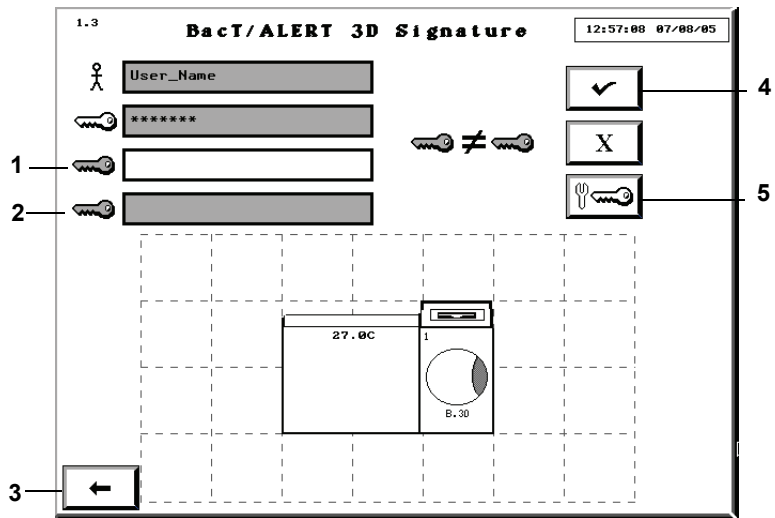 1.3
BacT/ALERT 3D Signature
12:57:08 07/08/05
User_Name
*******
X
1
2
3
4
5
27.0C
1
B.3D